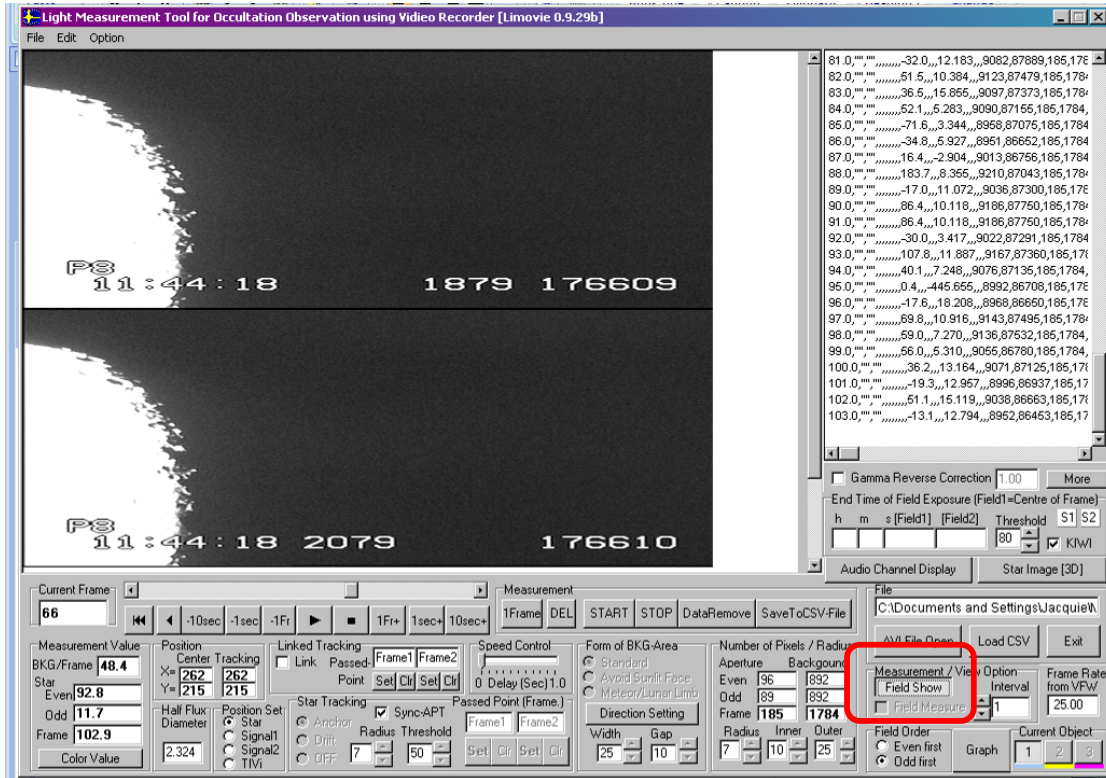 Light Measurement Tool for Occultation Observation using Vidieo Recorder [Limovie 0.9.29b]
File Edit Option
P8
11:44:18 1879 176609
P8
11:44:18 2079 176610
81.0,"","",,,,,,,,-32.0,,,12.183,,,9082,87889,185,178
82.0,"","",,,,,,,,51.5,,,10.384,,,9123,87479,185,1784
83.0,"","",,,,,,,,36.5,,,15.855,,,9097,87373,185,178
84.0,"","",,,,,,,,52.1,,,5.283,,,9090,87155,185,1784,
85.0,"","",,,,,,,,-71.6,,,3.344,,,8958,87075,185,1784
86.0,"","",,,,,,,,-34.8,,,5.927,,,8951,86652,185,178
87.0,"","",,,,,,,,16.4,,,-2.904,,,9013,86756,185,1784
88.0,"","",,,,,,,,183.7,,,8.355,,,9210,87043,185,178
89.0,"","",,,,,,,,-17.0,,,11.072,,,9036,87300,185,178
90.0,"","",,,,,,,,86.4,,,10.118,,,9186,87750,185,178
91.0,"","",,,,,,,,86.4,,,10.118,,,9186,87750,185,178
92.0,"","",,,,,,,,-30.0,,,3.417,,,9022,87291,185,1784
93.0,"","",,,,,,,,107.8,,,11.887,,,9167,87360,185,17
94.0,"","",,,,,,,,40.1,,,7.248,,,9076,87135,185,1784,
95.0,"","",,,,,,,,0.4,,,-445.665,,,8992,86708,185,178
96.0,"","",,,,,,,,-17.6,,,18.208,,,8968,86650,185,178
97.0,"","",,,,,,,,69.8,,,10.916,,,9143,87495,185,178
98.0,"","",,,,,,,,59.0,,,7.270,,,9136,87532,185,1784,
99.0,"","",,,,,,,,56.0,,,5.310,,,9055,86780,185,1784,
100.0,"","",,,,,,,,36.2,,,13.164,,,9071,87125,185,178
101.0,"","",,,,,,,,-19.3,,,12.957,,,8996,86937,185,17
102.0,"","",,,,,,,,51.1,,,15.119,,,9038,86663,185,178
103.0,"","",,,,,,,,-13.1,,,12.794,,,8952,86453,185,17
Gamma Reverse Correction 1.00 More
End Time of Field Exposure (Field1=Centre of Frame)
h m s [Field1] [Field2] Threshold S1 S2
80 KIWI
Audio Channel Display Star Image [3D]
Current Frame
66
-10sec -1sec -1Fr 1Fr+ 1sec+ 10sec+
Measurement
1Frame DEL START STOP DataRemove SaveToCSV-File
File
C:\Documents and Settings\Jacquie\M
AVI File Open Load CSV Exit
Measurement Value
BKG/Frame 48.4
Star
Even 92.8
Odd 11.7
Frame 102.9
Color Value
Position
Center Tracking
X= 262 262
Y= 215 215
Half Flux Diameter
2.324
Position Set
Star
Signal1
Signal2
TIVi
Linked Tracking
Link Passed-Point Frame1 Frame2
Set Clr Set Clr
Star Tracking
Anchor
Drift
OFF
Sync-APT
Radius Threshold
7 50
Speed Control
0 Delay (Sec) 1.0
Passed Point (Frame.)
Frame1 Frame2
Set Clr Set Clr
Form of BKG-Area
Standard
Avoid Sunlit Face
Meteor/Lunar Limb
Direction Setting
Width Gap
25 10
Number of Pixels / Radius
Aperture Background
Even 96 892
Odd 89 892
Frame 185 1784
Radius Inner Outer
7 10 25
Measurement / View Option
Field Show
Field Measure
Interval
1
Frame Rate from VFW
25.00
Field Order
Even first
Odd first
Graph
Current Object
1 2 3